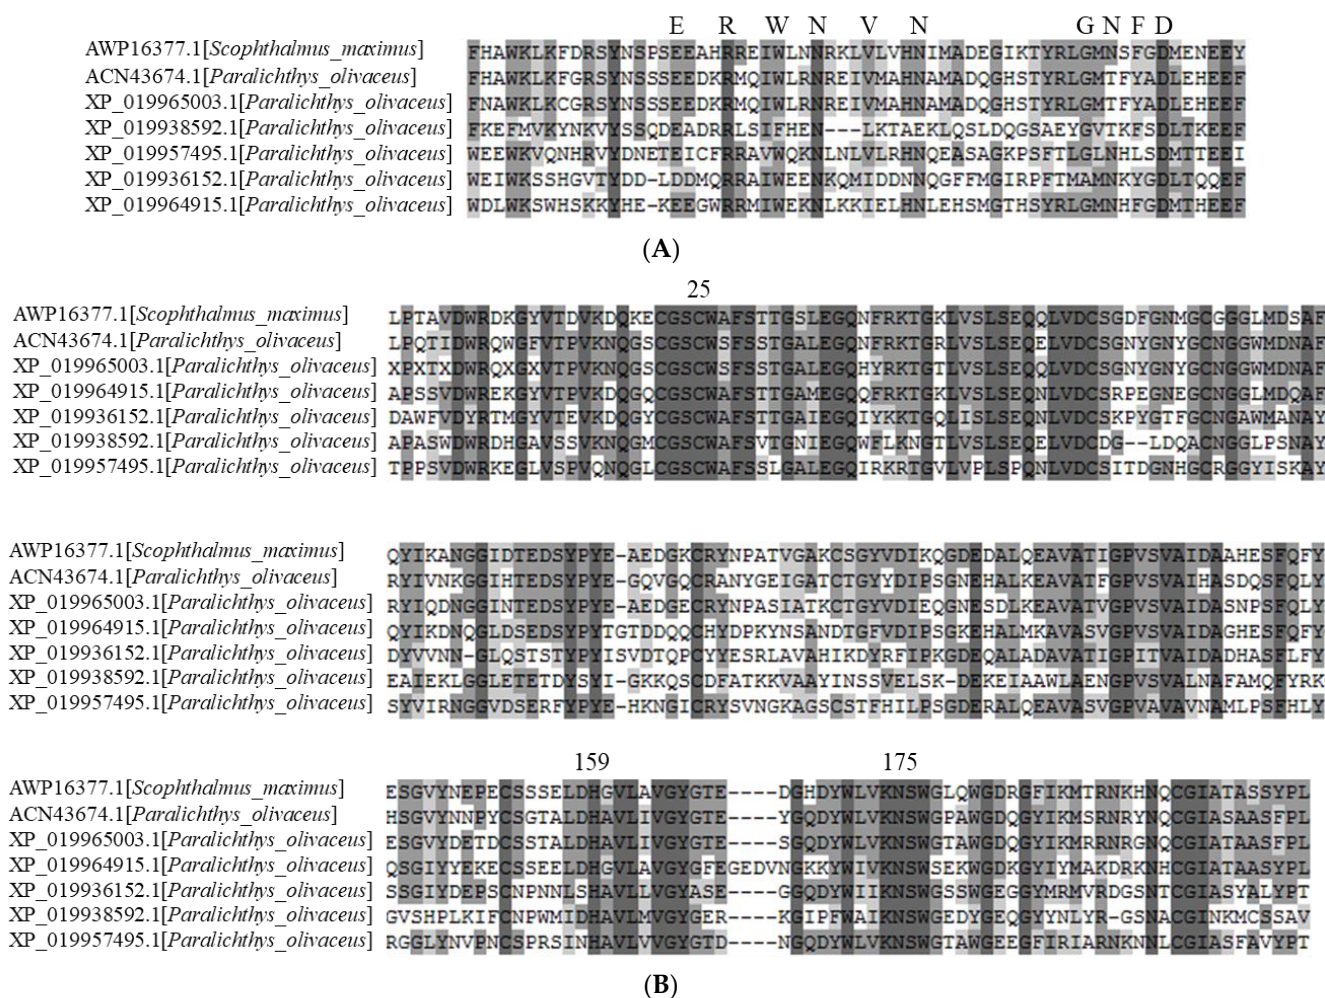 E R W N V N G N F D
AWP16377.1[Scophthalmus_maximus] FHAWKLKFDRSYNSPSEEAHRREIWLNNRKLVLVHNIMADEGIKTYRLGMNSFGDMENEEY
ACN43674.1[Paralichthys_olivaceus] FHAWKLKFGRSYNSSSEEDKRMQIWLRNREIVMAHNAMADQGHSTYRLGMTFYADLEHEEF
XP_019965003.1[Paralichthys_olivaceus] FNAWKLKCGRSYNSSSEEDKRMQIWLRNREIVMAHNAMADQGHSTYRLGMTFYADLEHEEF
XP_019938592.1[Paralichthys_olivaceus] FKEFMVKYNKVYSSQDEADRRLSIFHEN---LKTAEKLQSLDQGSAEYGVTKFSDLTKEEF
XP_019957495.1[Paralichthys_olivaceus] WEEWKVQNHRVYDNETEICFRRAVWQKNLNLVLRHNQEASAGKPSFTLGLNHLSDMTTEEI
XP_019936152.1[Paralichthys_olivaceus] WEIWKSSHGVTYDD-LDDMQRRAIWEENKQMIDDNNQGFFMGIRPFTMAMNKYGDLTQQEF
XP_019964915.1[Paralichthys_olivaceus] WDLWKSWHSKKYHE-KEEGWRRMIWEKNLKKIELHNLEHSMGTHSYRLGMNHFGDMTHEEF
(A)
25
AWP16377.1[Scophthalmus_maximus] LPTAVDWRDKGYVTDVKDQKECGSCWAFSTTGSLEGQNFRKTGKLVSLSEQQLVDCSGDFGNMGCGGGLMDSAF
ACN43674.1[Paralichthys_olivaceus] LPQTIDWRQWGFVTPVKNQGSCGSCWSFSSTGALEGQNFRKTGRLVSLSEQELVDCSGNYGNYGCNGGWMDNAF
XP_019965003.1[Paralichthys_olivaceus] XPXTXDWRQXGXVTPVKNQGSCGSCWSFSSTGALEGQHYRKTGTLVSLSEQQLVDCSGNYGNYGCNGGWMDNAF
XP_019964915.1[Paralichthys_olivaceus] APSSVDWREKGYVTPVKDQGQCGSCWAFSTTGAMEGQQFRKTGKLVSLSEQNLVDCSRPEGNEGCNGGLMDQAF
XP_019936152.1[Paralichthys_olivaceus] DAWFVDYRTMGYVTEVKDQGYCGSCWAFSTTGAIEGQIYKKTGQLISLSEQNLVDCSKPYGTFGCNGAWMANAY
XP_019938592.1[Paralichthys_olivaceus] APASWDWRDHGAVSSVKNQGMCGSCWAFSVTGNIEGQWFLKNGTLVSLSEQELVDCDG--LDQACNGGLPSNAY
XP_019957495.1[Paralichthys_olivaceus] TPPSVDWRKEGLVSPVQNQGLCGSCWAFSSLGALEGQIRKRTGVLVPLSPQNLVDCSITDGNHGCRGGYISKAY
AWP16377.1[Scophthalmus_maximus] QYIKANGGIDTEDSYPYE-AEDGKCRYNPATVGAKCSGYVDIKQGDEDALQEAVATIGPVSVAIDAAHESFQFY
ACN43674.1[Paralichthys_olivaceus] RYIVNKGGIHTEDSYPYE-GQVGQCRANYGEIGATCTGYYDIPSGNEHALKEAVATFGPVSVAIHASDQSFQLY
XP_019965003.1[Paralichthys_olivaceus] RYIQDNGGINTEDSYPYE-AEDGECRYNPASIATKCTGYVDIEQGNESDLKEAVATVGPVSVAIDASNPSFQLY
XP_019964915.1[Paralichthys_olivaceus] QYIKDNQGLDSEDSYPYTGTDDQQCHYDPKYNSANDTGFVDIPSGKEHALMKAVASVGPVSVAIDAGHESFQFY
XP_019936152.1[Paralichthys_olivaceus] DYVVNN-GLQSTSTYPYISVDTQPCYYESRLAVAHIKDYRFIPKGDEQALADAVATIGPITVAIDADHASFLFY
XP_019938592.1[Paralichthys_olivaceus] EAIEKLGGLETETDYSYI-GKKQSCDFATKKVAAYINSSVELSK-DEKEIAAWLAENGPVSVALNAFAMQFYRK
XP_019957495.1[Paralichthys_olivaceus] SYVIRNGGVDSERFYPYE-HKNGICRYSVNGKAGSCSTFHILPSGDERALQEAVASVGPVAVAVNAMLPSFHLY
159 175
AWP16377.1[Scophthalmus_maximus] ESGVYNEPECSSSELDHGVLAVGYGTE----DGHDYWLVKNSWGLQWGDRGFIKMTRNKHNQCGIATASSYPL
ACN43674.1[Paralichthys_olivaceus] HSGVYNNPYCSGTALDHAVLIVGYGTE----YGQDYWLVKNSWGPAWGDQGYIKMSRNRYNQCGIASAASFPL
XP_019965003.1[Paralichthys_olivaceus] ESGVYDETDCSSTALDHAVLIVGYGTE----SGQDYWLVKNSWGTAWGDQGYIKMRRNRGNQCGIATAASFPL
XP_019964915.1[Paralichthys_olivaceus] QSGIYYEKECSSEELDHGVLAVGYGFEGEDVNGKKYWIVKNSWSEKWGDKGYIYMAKDRKNHCGIATAASYPL
XP_019936152.1[Paralichthys_olivaceus] SSGIYDEPSCNPNNLSHAVLLVGYASE----GGQDYWIIKNSWGSSWGEGGYMRMVRDGSNTCGIASYALYPT
XP_019938592.1[Paralichthys_olivaceus] GVSHPLKIFCNPWMIDHAVLMVGYGER----KGIPFWAIKNSWGEDYGEQGYYNLYR-GSNACGINKMCSSAV
XP_019957495.1[Paralichthys_olivaceus] RGGLYNVPNCSPRSINHAVLVVGYGTD----NGQDYWLVKNSWGTAWGEEGFIRIARNKNNLCGIASFAVYPT
(B)